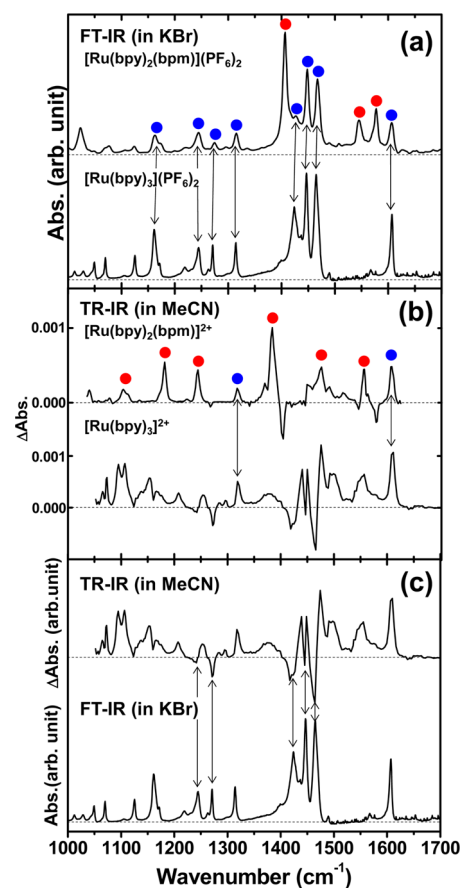 FT-IR (in KBr)
(a)
[Ru(bpy)₂(bpm)](PF₆)₂
[Ru(bpy)₃](PF₆)₂
Abs. (arb. unit)
TR-IR (in MeCN)
(b)
[Ru(bpy)₂(bpm)]²⁺
0.001
0.000
[Ru(bpy)₃]²⁺
0.001
0.000
ΔAbs.
TR-IR (in MeCN)
(c)
ΔAbs. (arb.unit)
FT-IR (in KBr)
Abs.(arb. unit)
1000 1100 1200 1300 1400 1500 1600 1700
Wavenumber (cm⁻¹)